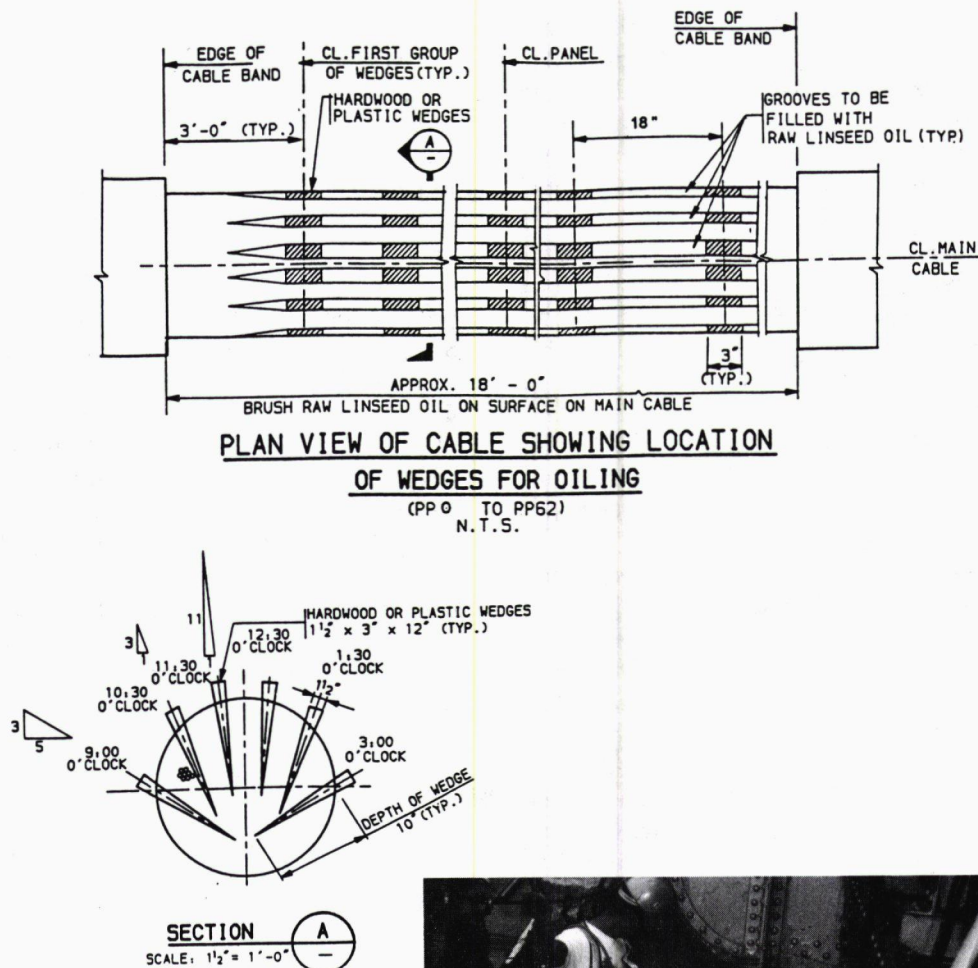 EDGE OF
CABLE BAND
EDGE OF
CABLE BAND
CL.FIRST GROUP
OF WEDGES (TYP.)
CL.PANEL
HARDWOOD OR
PLASTIC WEDGES
3'-0" (TYP.)
A
-
18"
GROOVES TO BE
FILLED WITH
RAW LINSEED OIL (TYP.)
CL.MAIN
CABLE
3"
(TYP.)
APPROX. 18' - 0"
BRUSH RAW LINSEED OIL ON SURFACE ON MAIN CABLE
PLAN VIEW OF CABLE SHOWING LOCATION
OF WEDGES FOR OILING
(PP 0 TO PP62)
N.T.S.
HARDWOOD OR PLASTIC WEDGES
1 1/2" x 3" x 12" (TYP.)
11
3
12:30
O'CLOCK
11:30
O'CLOCK
1:30
O'CLOCK
1 1/2"
10:30
O'CLOCK
3
5
9:00
O'CLOCK
3:00
O'CLOCK
DEPTH OF WEDGE
10" (TYP.)
SECTION
A
-
SCALE: 1 1/2" = 1'-0"